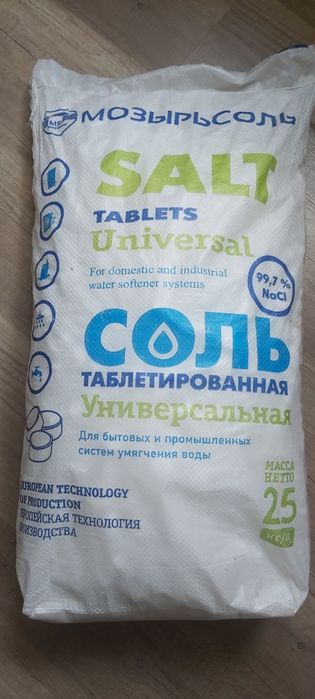 МОЗЫРЬСОЛЬ
SALT
TABLETS
Universal
For domestic and industrial
water softener systems
99,7 %
NaCl
СОЛЬ
ТАБЛЕТИРОВАННАЯ
Универсальная
Для бытовых и промышленных
систем умягчения воды
МАССА
НЕТТО
25
кг/д
EUROPEAN TECHNOLOGY
OF PRODUCTION
ЕВРОПЕЙСКАЯ ТЕХНОЛОГИЯ
ПРОИЗВОДСТВА